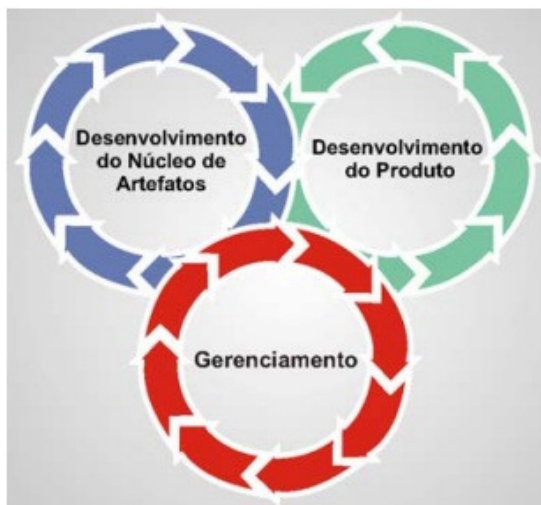 Desenvolvimento
do Núcleo de
Artefatos
Desenvolvimento
do Produto
Gerenciamento